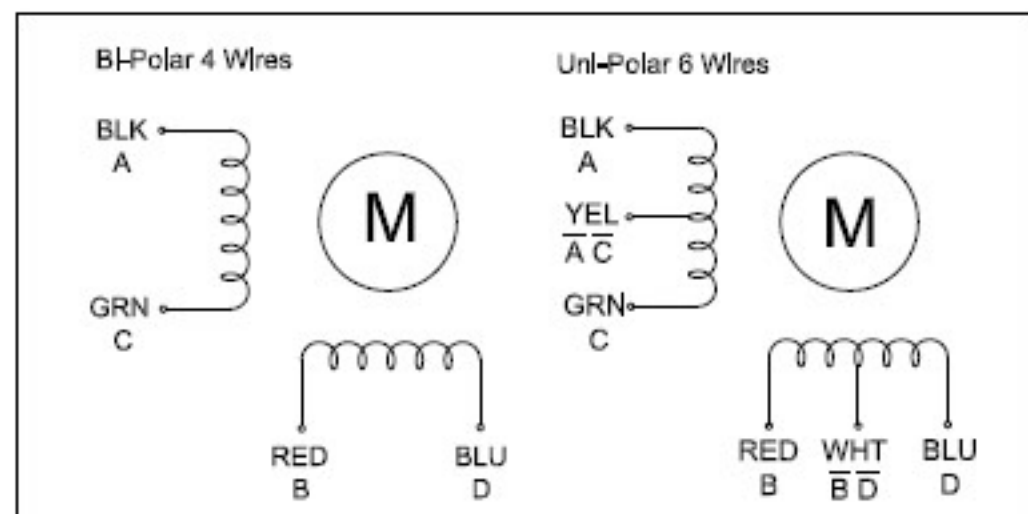 Bi-Polar 4 Wires
BLK
A
M
GRN
C
RED
B
BLU
D
Uni-Polar 6 Wires
BLK
A
YEL
A̅ C̅
M
GRN
C
RED
B
WHT
B̅ D̅
BLU
D